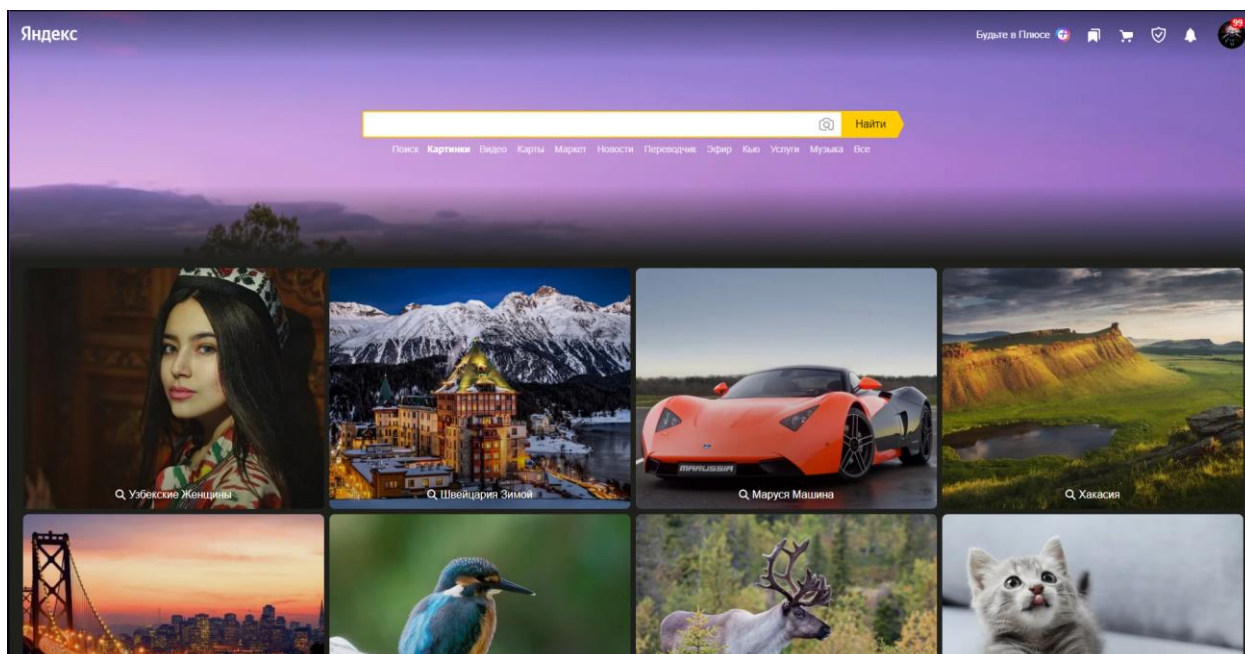 Яндекс
Будьте в Плюсе
99
Найти
Поиск Картинки Видео Карты Маркет Новости Переводчик Эфир Кью Услуги Музыка Все
MARUSSIA
Узбекские Женщины
Швейцария Зимой
Маруся Машина
Хакасия